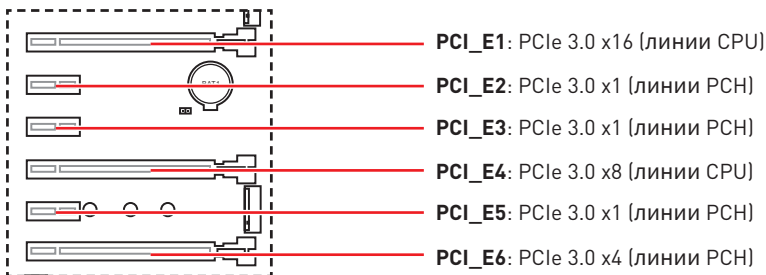 PCI_E1: PCIe 3.0 x16 (линии CPU)
PCI_E2: PCIe 3.0 x1 (линии PCH)
PCI_E3: PCIe 3.0 x1 (линии PCH)
PCI_E4: PCIe 3.0 x8 (линии CPU)
PCI_E5: PCIe 3.0 x1 (линии PCH)
PCI_E6: PCIe 3.0 x4 (линии PCH)